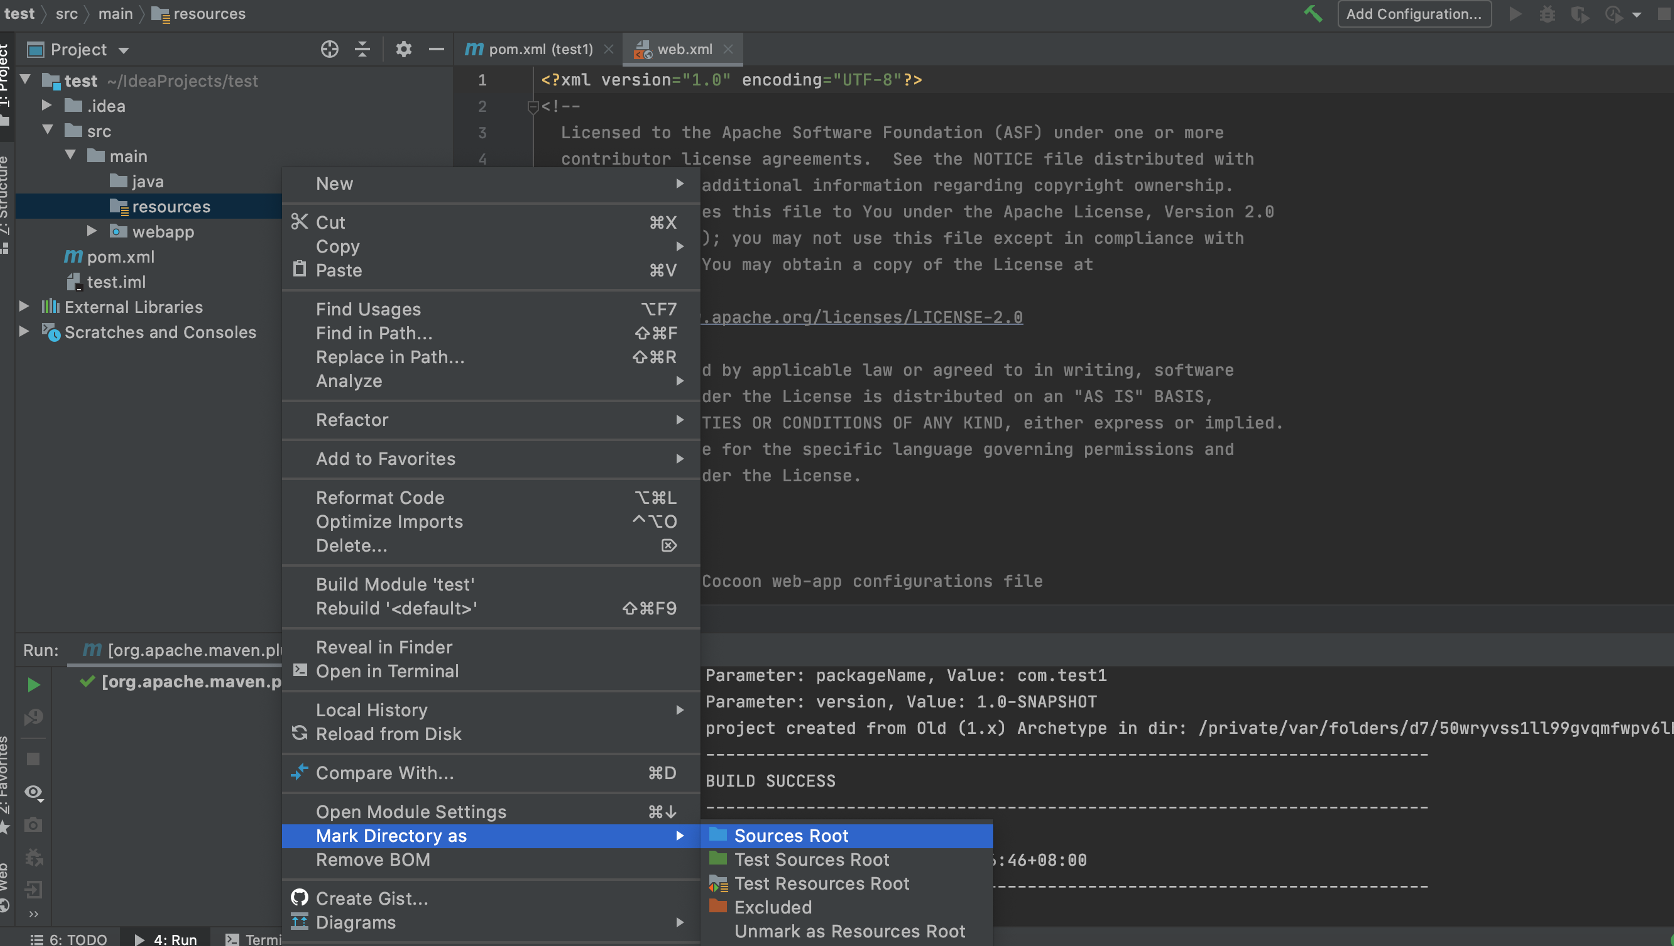 test
src
main
resources
Add Configuration...
1: Project
Project
pom.xml (test1)
web.xml
test ~/IdeaProjects/test
.idea
src
main
java
resources
webapp
pom.xml
test.iml
External Libraries
Scratches and Consoles
7: Structure
1 <?xml version="1.0" encoding="UTF-8"?>
2 <!--
3 Licensed to the Apache Software Foundation (ASF) under one or more
4 contributor license agreements.  See the NOTICE file distributed with
additional information regarding copyright ownership.
es this file to You under the Apache License, Version 2.0
); you may not use this file except in compliance with
You may obtain a copy of the License at
.apache.org/licenses/LICENSE-2.0
d by applicable law or agreed to in writing, software
der the License is distributed on an "AS IS" BASIS,
TIES OR CONDITIONS OF ANY KIND, either express or implied.
e for the specific language governing permissions and
der the License.
Cocoon web-app configurations file
New
Cut ⌘X
Copy
Paste ⌘V
Find Usages ⌥F7
Find in Path... ⇧⌘F
Replace in Path... ⇧⌘R
Analyze
Refactor
Add to Favorites
Reformat Code ⌥⌘L
Optimize Imports ^⌥O
Delete... ⌦
Build Module 'test'
Rebuild '<default>' ⇧⌘F9
Reveal in Finder
Open in Terminal
Local History
Reload from Disk
Compare With... ⌘D
Open Module Settings ⌘↓
Mark Directory as
Remove BOM
Create Gist...
Diagrams
Sources Root
Test Sources Root
Test Resources Root
Excluded
Unmark as Resources Root
Run:
[org.apache.maven.plu
[org.apache.maven.p
Parameter: packageName, Value: com.test1
Parameter: version, Value: 1.0-SNAPSHOT
project created from Old (1.x) Archetype in dir: /private/var/folders/d7/50wryvss1ll99gvqmfwpv6l
------------------------------------------------------------------------
BUILD SUCCESS
------------------------------------------------------------------------
:46+08:00
2: Favorites
Web
6: TODO
4: Run
Termi